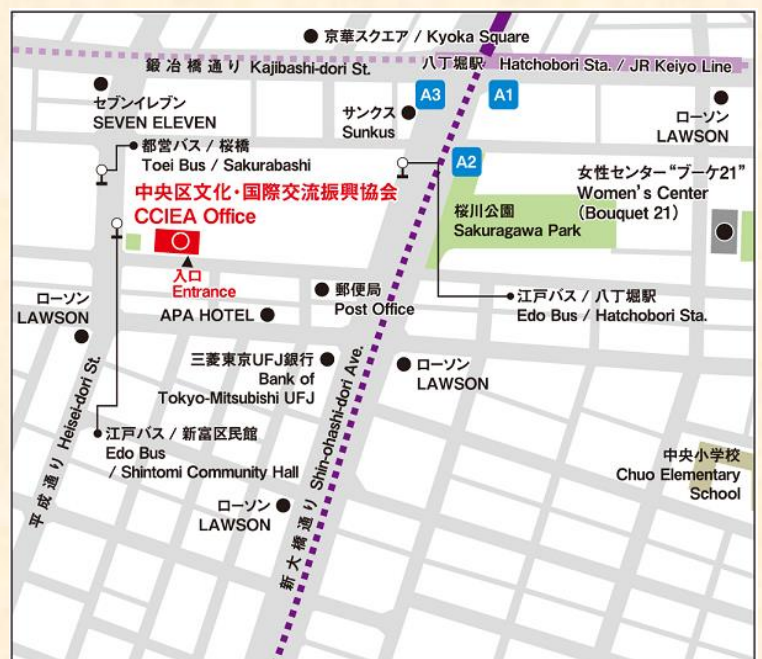 京華スクエア / Kyoka Square
鍛冶橋通り Kajibashi-dori St.
八丁堀駅 Hatchobori Sta. / JR Keiyo Line
A3
A1
セブンイレブン
SEVEN ELEVEN
サンクス
Sunkus
ローソン
LAWSON
都営バス / 桜橋
Toei Bus / Sakurabashi
A2
女性センター“ブーケ21”
Women's Center
(Bouquet 21)
中央区文化・国際交流振興協会
CCIEA Office
桜川公園
Sakuragawa Park
入口
Entrance
郵便局
Post Office
江戸バス / 八丁堀駅
Edo Bus / Hatchobori Sta.
ローソン
LAWSON
APA HOTEL
三菱東京UFJ銀行
Bank of
Tokyo-Mitsubishi UFJ
ローソン
LAWSON
江戸バス / 新富区民館
Edo Bus
/ Shintomi Community Hall
平成通り Heisei-dori St.
新大橋通り Shin-ohashi-dori Ave.
中央小学校
Chuo Elementary
School
ローソン
LAWSON